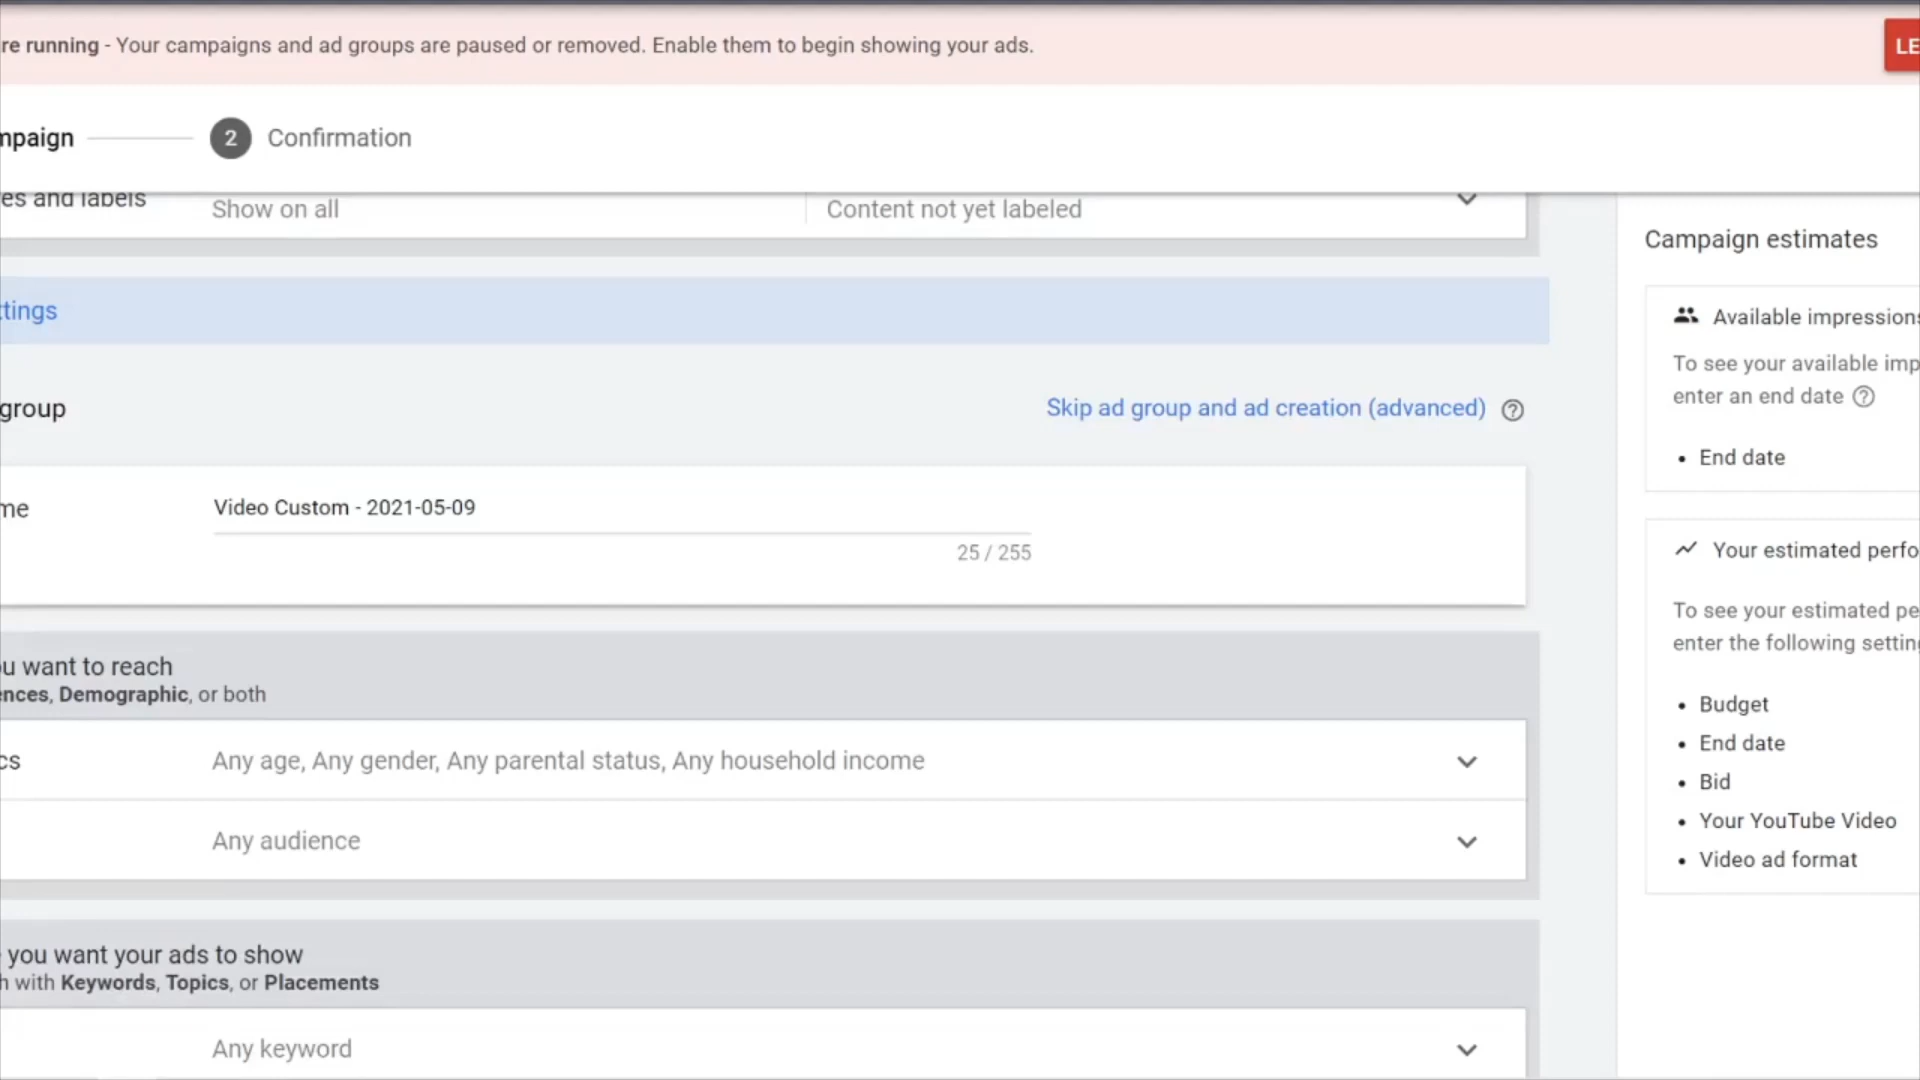 re running - Your campaigns and ad groups are paused or removed. Enable them to begin showing your ads.
LE
mpaign
2 Confirmation
es and labels
Show on all
Content not yet labeled
ttings
group
Skip ad group and ad creation (advanced)
me
Video Custom - 2021-05-09
25 / 255
u want to reach
ences, Demographic, or both
cs
Any age, Any gender, Any parental status, Any household income
Any audience
you want your ads to show
h with Keywords, Topics, or Placements
Any keyword
Campaign estimates
Available impressions
To see your available imp
enter an end date
• End date
Your estimated perfo
To see your estimated pe
enter the following setting
• Budget
• End date
• Bid
• Your YouTube Video
• Video ad format